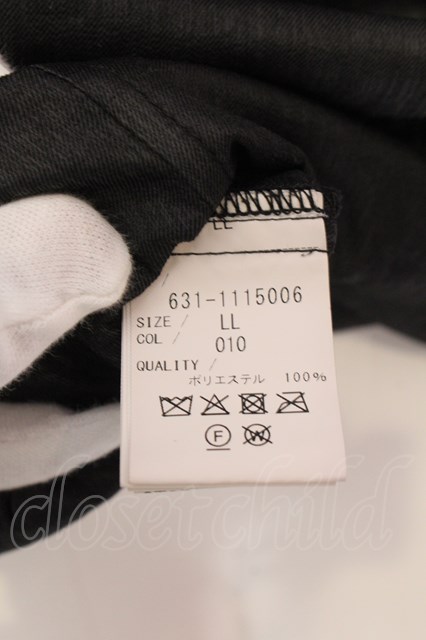 LL
631-1115006
SIZE / LL
COL / 010
QUALITY /
ポリエステル 100%
F
W
closetchild